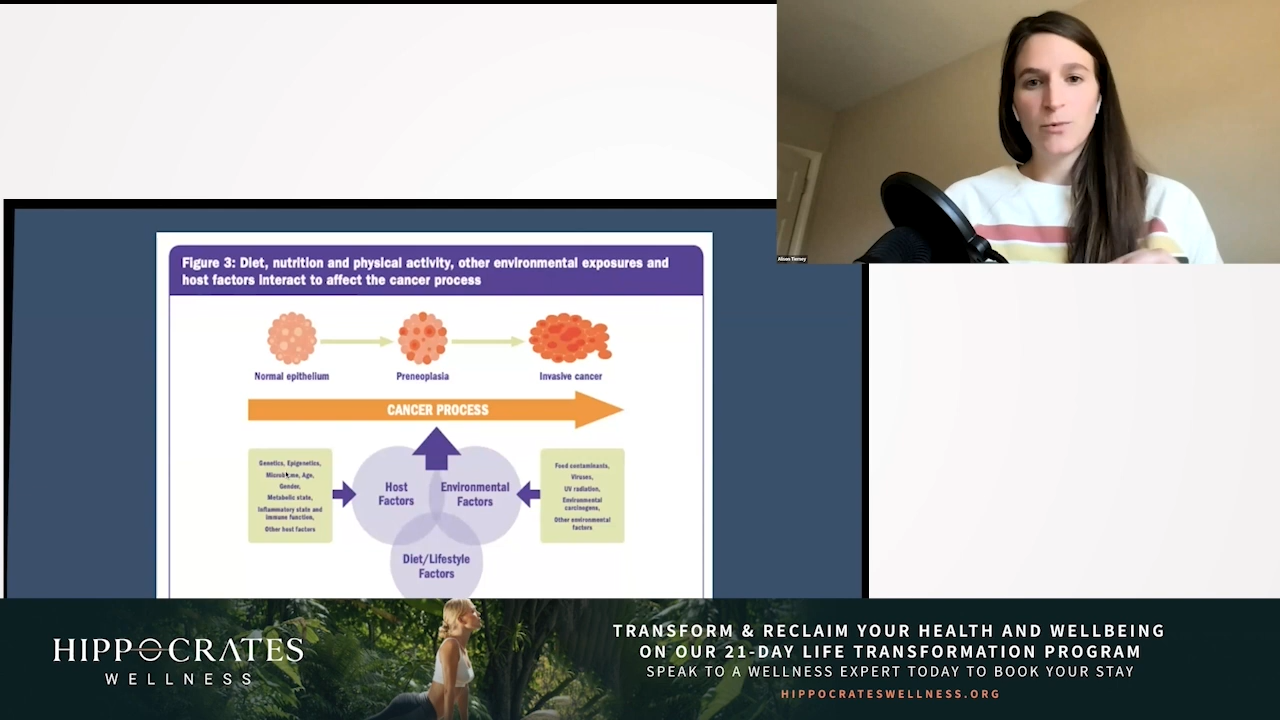 Alison Tierney
Figure 3: Diet, nutrition and physical activity, other environmental exposures and
host factors interact to affect the cancer process
Normal epithelium
Preneoplasia
Invasive cancer
CANCER PROCESS
Genetics, Epigenetics,
Microbiome, Age,
Gender,
Metabolic state,
Inflammatory state and
immune function,
Other host factors
Host
Factors
Environmental
Factors
Food contaminants,
Viruses,
UV radiation,
Environmental
carcinogens,
Other environmental
factors
Diet/Lifestyle
Factors
HIPPOCRATES
WELLNESS
TRANSFORM & RECLAIM YOUR HEALTH AND WELLBEING
ON OUR 21-DAY LIFE TRANSFORMATION PROGRAM
SPEAK TO A WELLNESS EXPERT TODAY TO BOOK YOUR STAY
HIPPOCRATESWELLNESS.ORG